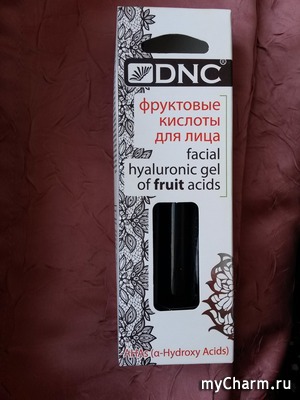 DNC®
фруктовые
кислоты
для лица
facial
hyaluronic gel
of fruit acids
AHAs (α-Hydroxy Acids)
myCharm.ru